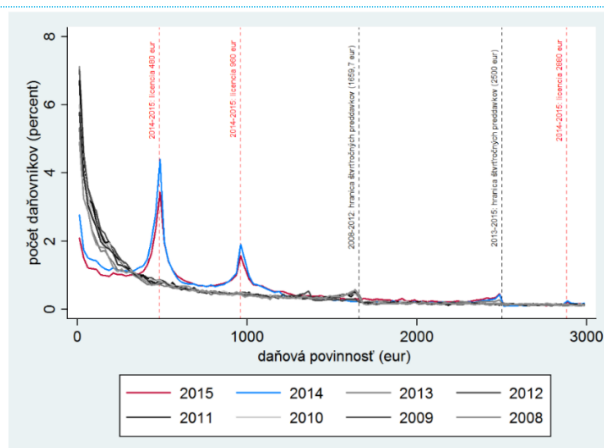 8
6
4
2
0
počet daňovníkov (percent)
2014-2015: licencia 480 eur
2014-2015: licencia 960 eur
2008-2012: hranica štvrťročných preddavkov (1659,7 eur)
2013-2015: hranica štvrťročných preddavkov (2500 eur)
2014-2015: licencia 2880 eur
0 1000 2000 3000
daňová povinnosť (eur)
2015 2014 2013 2012
2011 2010 2009 2008